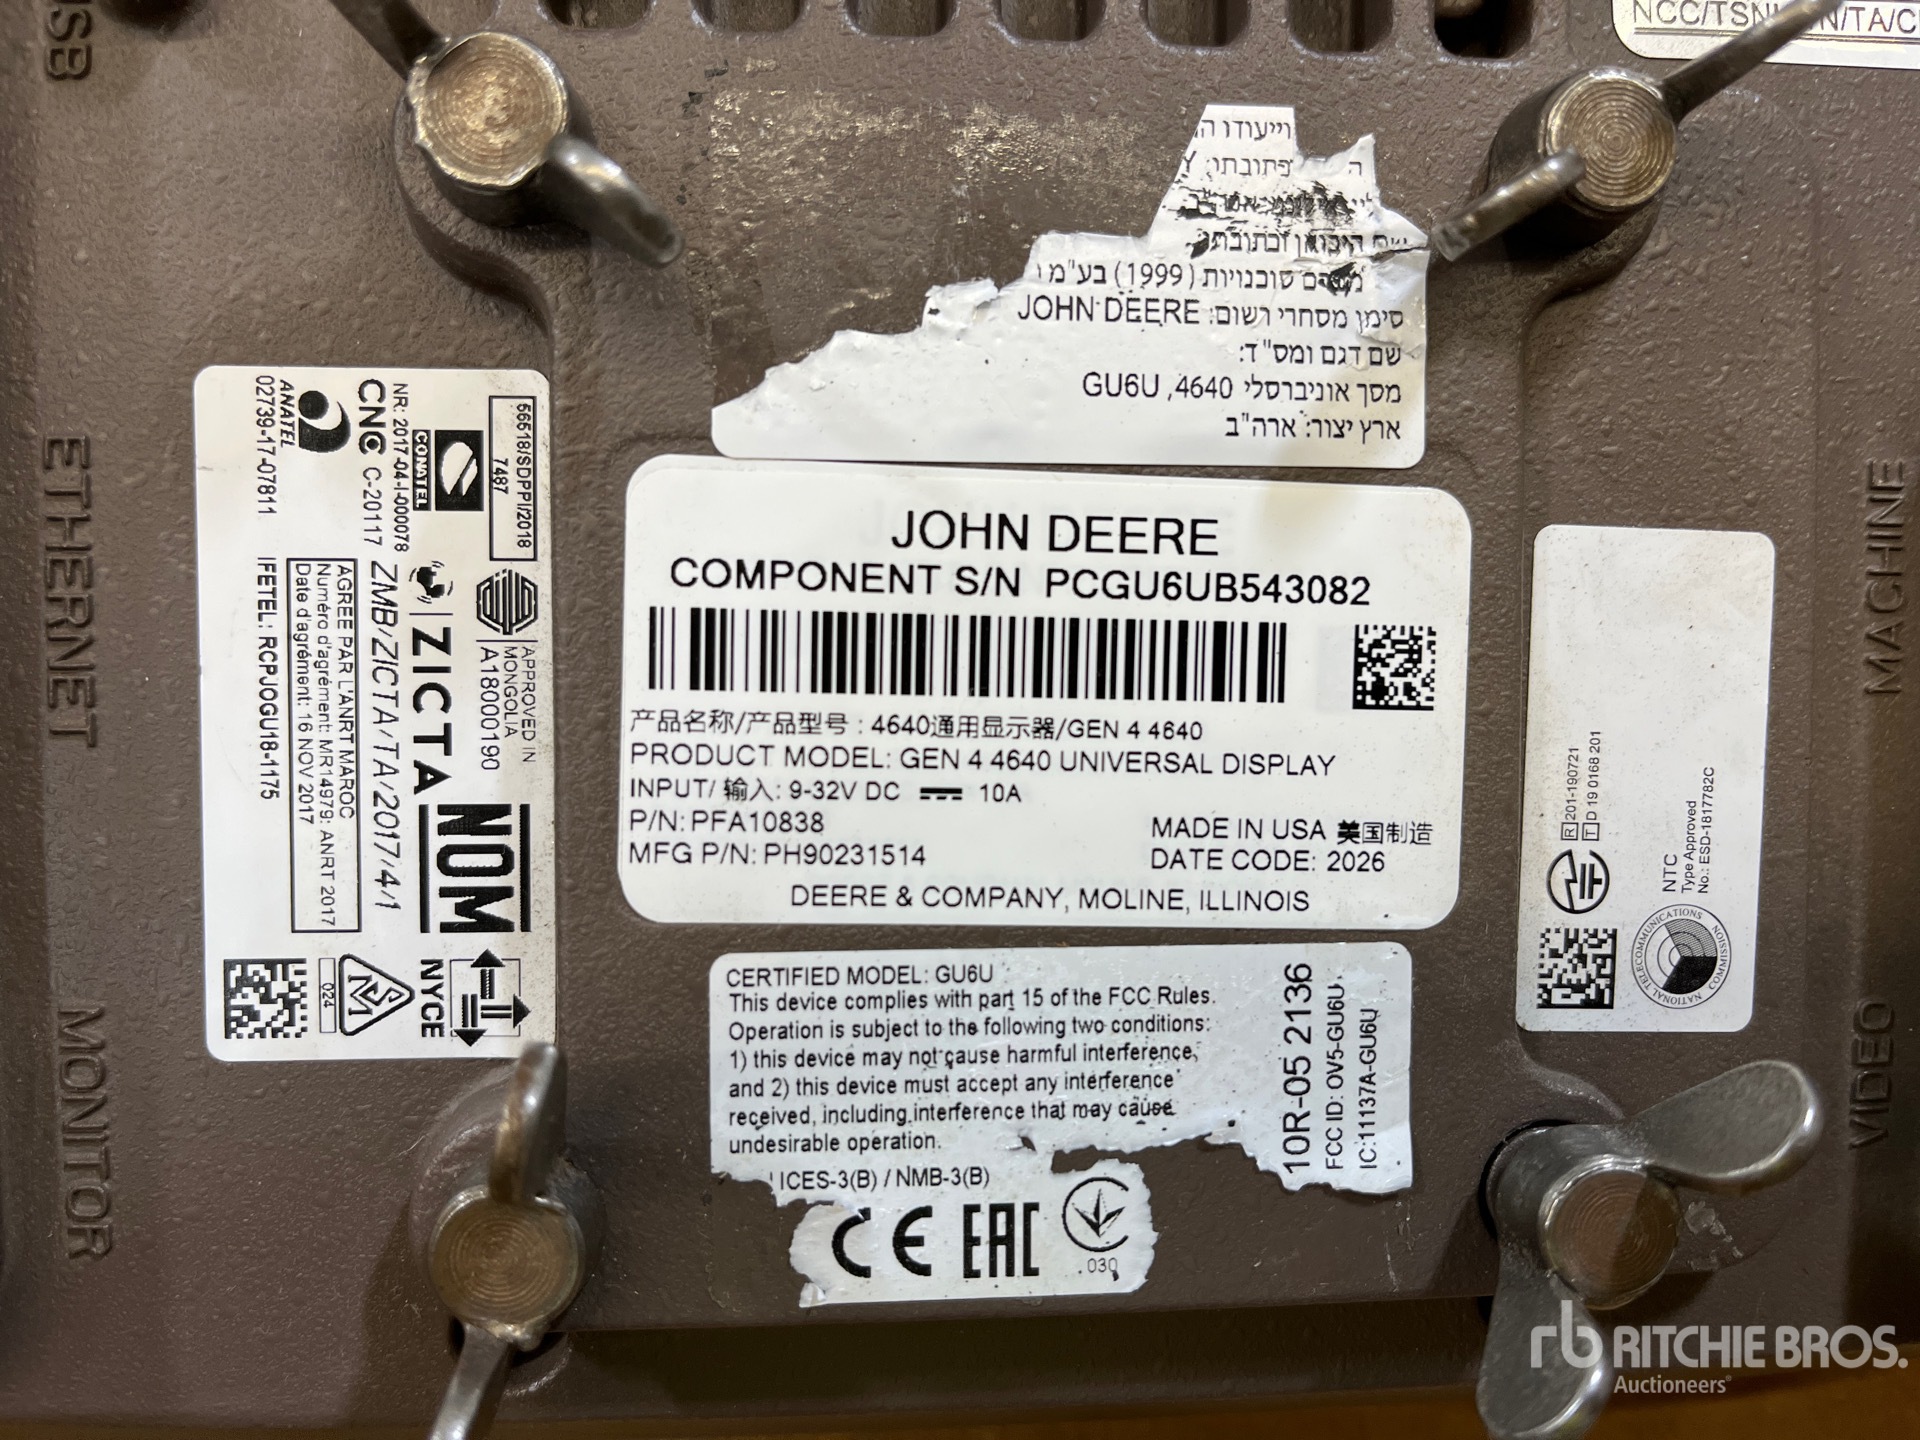 USB
ETHERNET
MONITOR
MACHINE
VIDEO
וייעודו
שם היבואן וכתובתו
סוכנויות (1999) בע"מ
סימן מסחרי רשום: JOHN DEERE
שם דגם ומס"ד:
מסך אוניברסלי 4640, GU6U
ארץ יצור: ארה"ב
56518/SDPPI/2018
7487
APPROVED IN
MONGOLIA
A18000190
NOM
NYCE
CONATEL
NR: 2017-04-I-000078
CNC C-20117
ZICTA
ZMB/ZICTA/TA/2017/4/1
ANATEL
02739-17-07811
AGREE PAR L'ANRT MAROC
Numéro d'agrément: MR14979: ANRT 2017
Date d'agrément: 16 NOV 2017
IFETEL: RCPJOGU18-1175
024
JOHN DEERE
COMPONENT S/N PCGU6UB543082
产品名称/产品型号 : 4640通用显示器/GEN 4 4640
PRODUCT MODEL: GEN 4 4640 UNIVERSAL DISPLAY
INPUT/ 输入: 9-32V DC 10A
P/N: PFA10838
MFG P/N: PH90231514
MADE IN USA 美国制造
DATE CODE: 2026
DEERE & COMPANY, MOLINE, ILLINOIS
CERTIFIED MODEL: GU6U
This device complies with part 15 of the FCC Rules.
Operation is subject to the following two conditions:
1) this device may not cause harmful interference,
and 2) this device must accept any interference
received, including interference that may cause
undesirable operation.
ICES-3(B) / NMB-3(B)
CE EAC
030
10R-05 2136
FCC ID: OV5-GU6U
IC:11137A-GU6U
R 201-190721
T D 19 0168 201
NTC
Type Approved
No.: ESD-1817782C
NATIONAL TELECOMMUNICATIONS COMMISSION
rb RITCHIE BROS.
Auctioneers